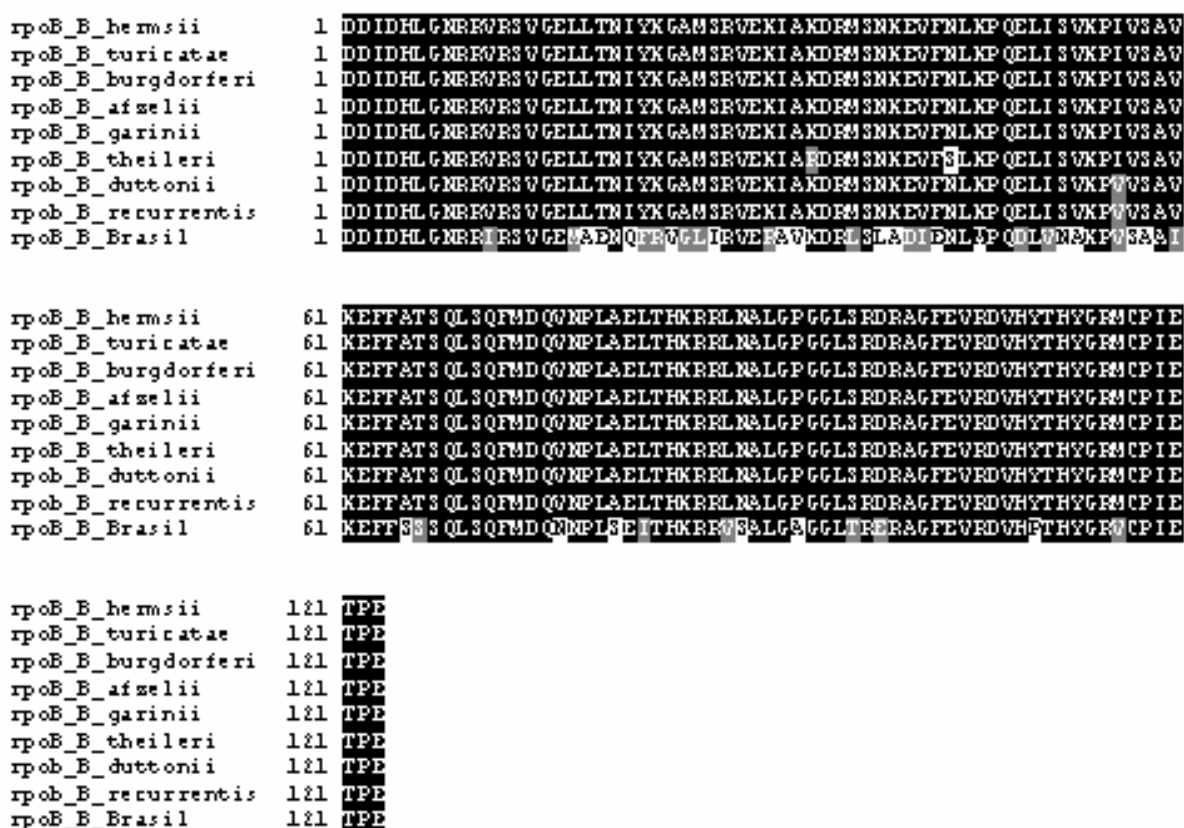 rpoB_B_hermsii 1 DDIDHLGNRRVRSVGELLTNIYKGAMSRVEKIAKDRMSNKEVFNLKPQELISVKPIVSAV
rpoB_B_turicatae 1 DDIDHLGNRRVRSVGELLTNIYKGAMSRVEKIAKDRMSNKEVFNLKPQELISVKPIVSAV
rpoB_B_burgdorferi 1 DDIDHLGNRRVRSVGELLTNIYKGAMSRVEKIAKDRMSNKEVFNLKPQELISVKPIVSAV
rpoB_B_afzelii 1 DDIDHLGNRRVRSVGELLTNIYKGAMSRVEKIAKDRMSNKEVFNLKPQELISVKPIVSAV
rpoB_B_garinii 1 DDIDHLGNRRVRSVGELLTNIYKGAMSRVEKIAKDRMSNKEVFNLKPQELISVKPIVSAV
rpoB_B_theileri 1 DDIDHLGNRRVRSVGELLTNIYKGAMSRVEKIARDRMSNKEVFSLKPQELISVKPIVSAV
rpob_B_duttonii 1 DDIDHLGNRRVRSVGELLTNIYKGAMSRVEKIAKDRMSNKEVFNLKPQELISVKPVVSAV
rpob_B_recurrentis 1 DDIDHLGNRRVRSVGELLTNIYKGAMSRVEKIAKDRMSNKEVFNLKPQELISVKPVVSAV
rpoB_B_Brasil 1 DDIDHLGNRRIRSVGEMAENQFRVGLIRVERAVKDRLSLADIENLAPQDLVNAKPVSAAI
rpoB_B_hermsii 61 KEFFATSQLSQFMDQVNPLAELTHKRRLNALGPGGLSRDRAGFEVRDVHYTHYGRMCPIE
rpoB_B_turicatae 61 KEFFATSQLSQFMDQVNPLAELTHKRRLNALGPGGLSRDRAGFEVRDVHYTHYGRMCPIE
rpoB_B_burgdorferi 61 KEFFATSQLSQFMDQVNPLAELTHKRRLNALGPGGLSRDRAGFEVRDVHYTHYGRMCPIE
rpoB_B_afzelii 61 KEFFATSQLSQFMDQVNPLAELTHKRRLNALGPGGLSRDRAGFEVRDVHYTHYGRMCPIE
rpoB_B_garinii 61 KEFFATSQLSQFMDQVNPLAELTHKRRLNALGPGGLSRDRAGFEVRDVHYTHYGRMCPIE
rpoB_B_theileri 61 KEFFATSQLSQFMDQVNPLAELTHKRRLNALGPGGLSRDRAGFEVRDVHYTHYGRMCPIE
rpob_B_duttonii 61 KEFFATSQLSQFMDQVNPLAELTHKRRLNALGPGGLSRDRAGFEVRDVHYTHYGRMCPIE
rpob_B_recurrentis 61 KEFFATSQLSQFMDQVNPLAELTHKRRLNALGPGGLSRDRAGFEVRDVHYTHYGRMCPIE
rpoB_B_Brasil 61 KEFFSSSQLSQFMDQNNPLSEITHKRRVSALGAGGLTRERAGFEVRDVHPTHYGRVCPIE
rpoB_B_hermsii 121 TPE
rpoB_B_turicatae 121 TPE
rpoB_B_burgdorferi 121 TPE
rpoB_B_afzelii 121 TPE
rpoB_B_garinii 121 TPE
rpoB_B_theileri 121 TPE
rpob_B_duttonii 121 TPE
rpob_B_recurrentis 121 TPE
rpoB_B_Brasil 121 TPE